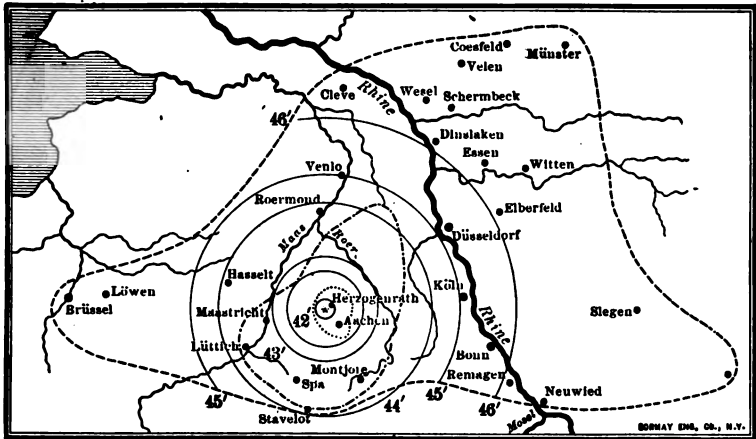 Coesfeld
Münster
Velen
Rhine
Cleve
Wesel
Schermbeck
46'
Dinslaken
Essen
Witten
Venlo
Roermond
Elberfeld
Maas
Roer
Düsseldorf
Hasselt
Köln
Herzogenrath
Löwen
Brüssel
Maastricht
42'
Aachen
Rhine
Siegen
Lüttich
43'
Bonn
Montjoie
Spa
Remagen
45'
44'
45'
46'
Neuwied
Stavelot
Mosel
BORMAY ENG. CO., N.Y.